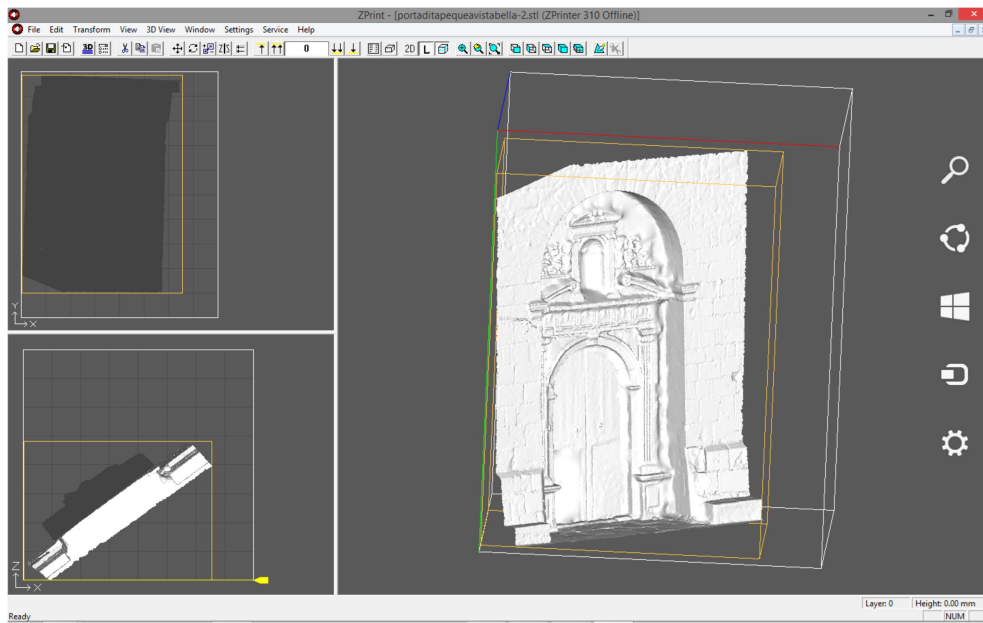 ZPrint - [portaditapequeavistabella-2.stl (ZPrinter 310 Offline)]
File Edit Transform View 3D View Window Settings Service Help
3D 0 2D L
Y
X
Z
X
Layer: 0 Height: 0.00 mm
Ready NUM